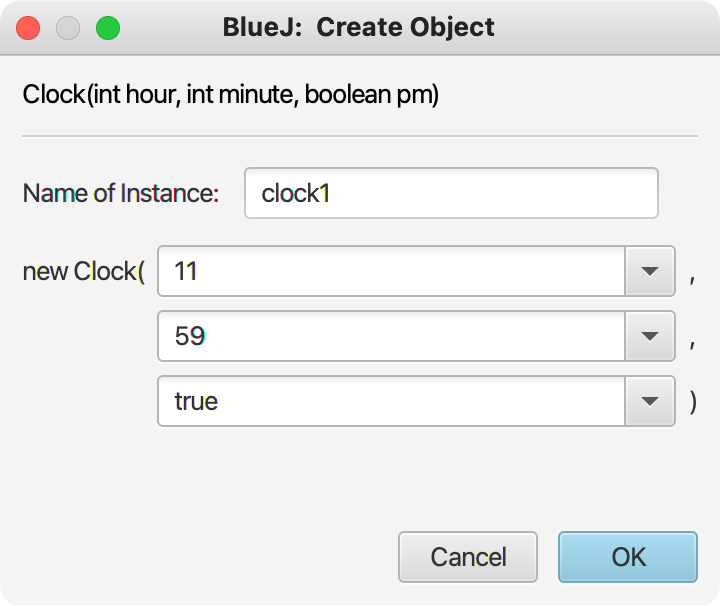 BlueJ: Create Object
Clock(int hour, int minute, boolean pm)
Name of Instance: clock1
new Clock( 11 ,
59 ,
true )
Cancel OK